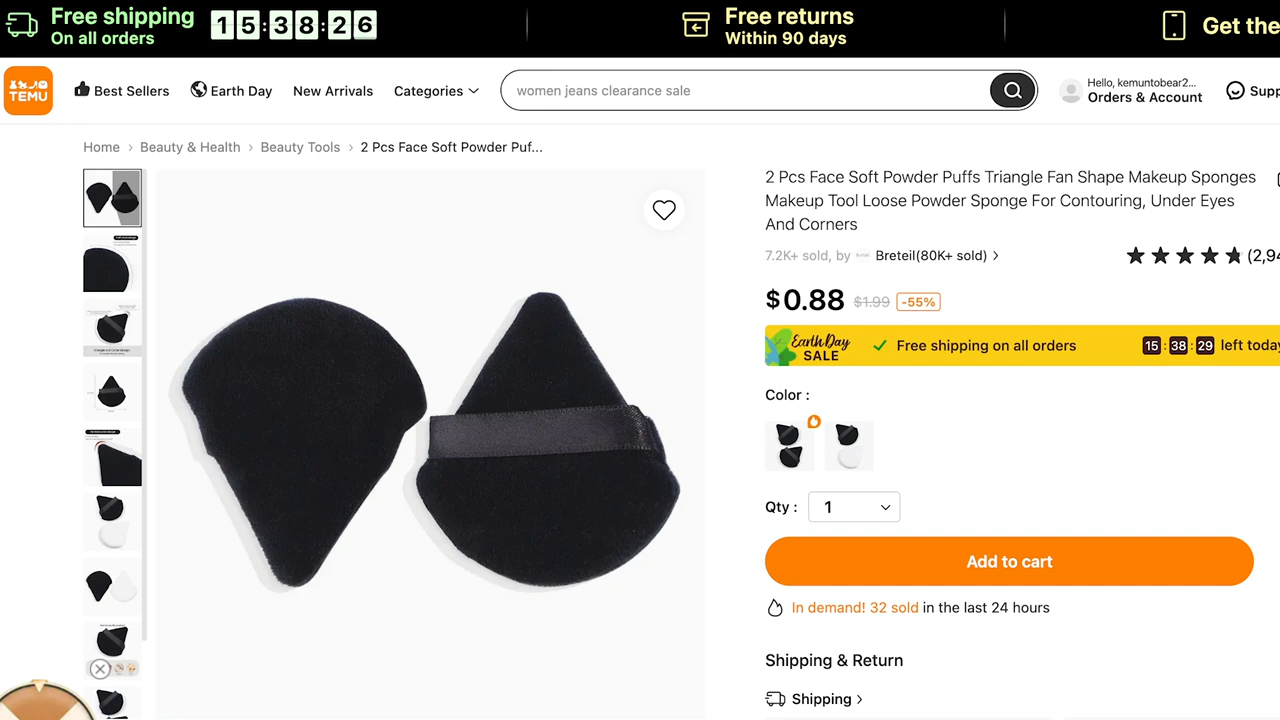 Free shipping
On all orders
15:38:26
Free returns
Within 90 days
Get the
TEMU
Best Sellers
Earth Day
New Arrivals
Categories
women jeans clearance sale
Hello, kemuntobear2...
Orders & Account
Supp
Home › Beauty & Health › Beauty Tools › 2 Pcs Face Soft Powder Puf...
2 Pcs Face Soft Powder Puffs Triangle Fan Shape Makeup Sponges
Makeup Tool Loose Powder Sponge For Contouring, Under Eyes
And Corners
7.2K+ sold, by Breteil(80K+ sold) >
(2,94
$0.88 $1.99 -55%
Earth Day
SALE
Free shipping on all orders
15:38:29 left today
Color :
Qty : 1
Add to cart
In demand! 32 sold in the last 24 hours
Shipping & Return
Shipping >